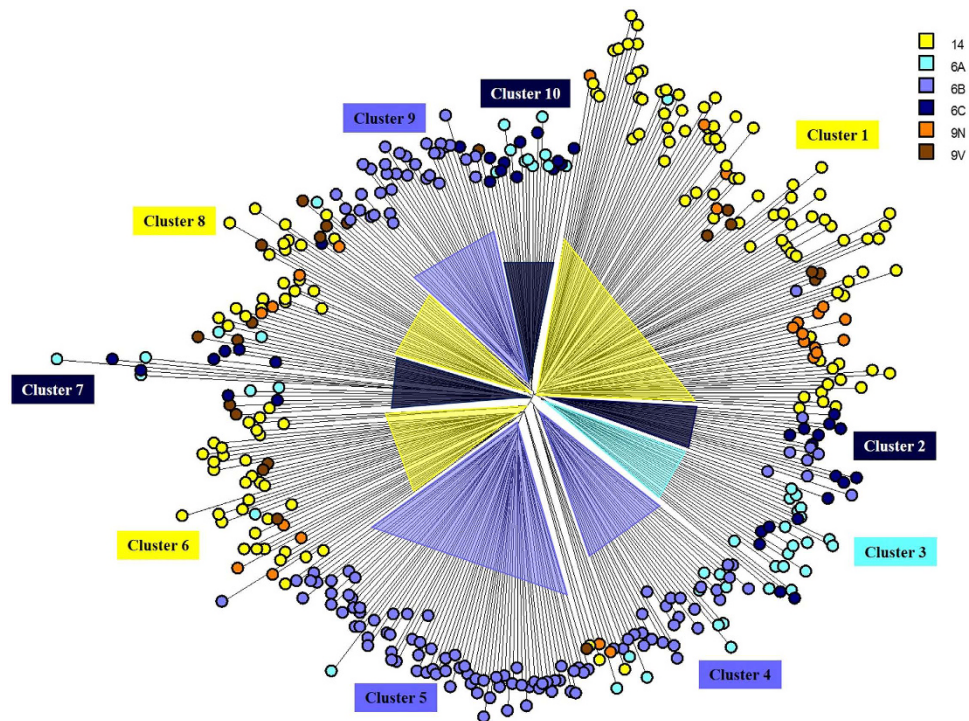 14
6A
6B
6C
9N
9V
Cluster 10
Cluster 9
Cluster 1
Cluster 8
Cluster 7
Cluster 2
Cluster 6
Cluster 3
Cluster 4
Cluster 5